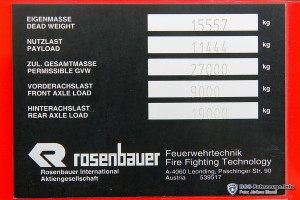 EIGENMASSE
DEAD WEIGHT 15557 kg
NUTZLAST
PAYLOAD 11446 kg
ZUL. GESAMTMASSE
PERMISSIBLE GVW 27000 kg
VORDERACHSLAST
FRONT AXLE LOAD 9000 kg
HINTERACHSLAST
REAR AXLE LOAD 19000 kg
rosenbauer
Rosenbauer International
Aktiengesellschaft
Feuerwehrtechnik
Fire Fighting Technology
A-4060 Leonding, Paschinger Str. 90
Austria 539517